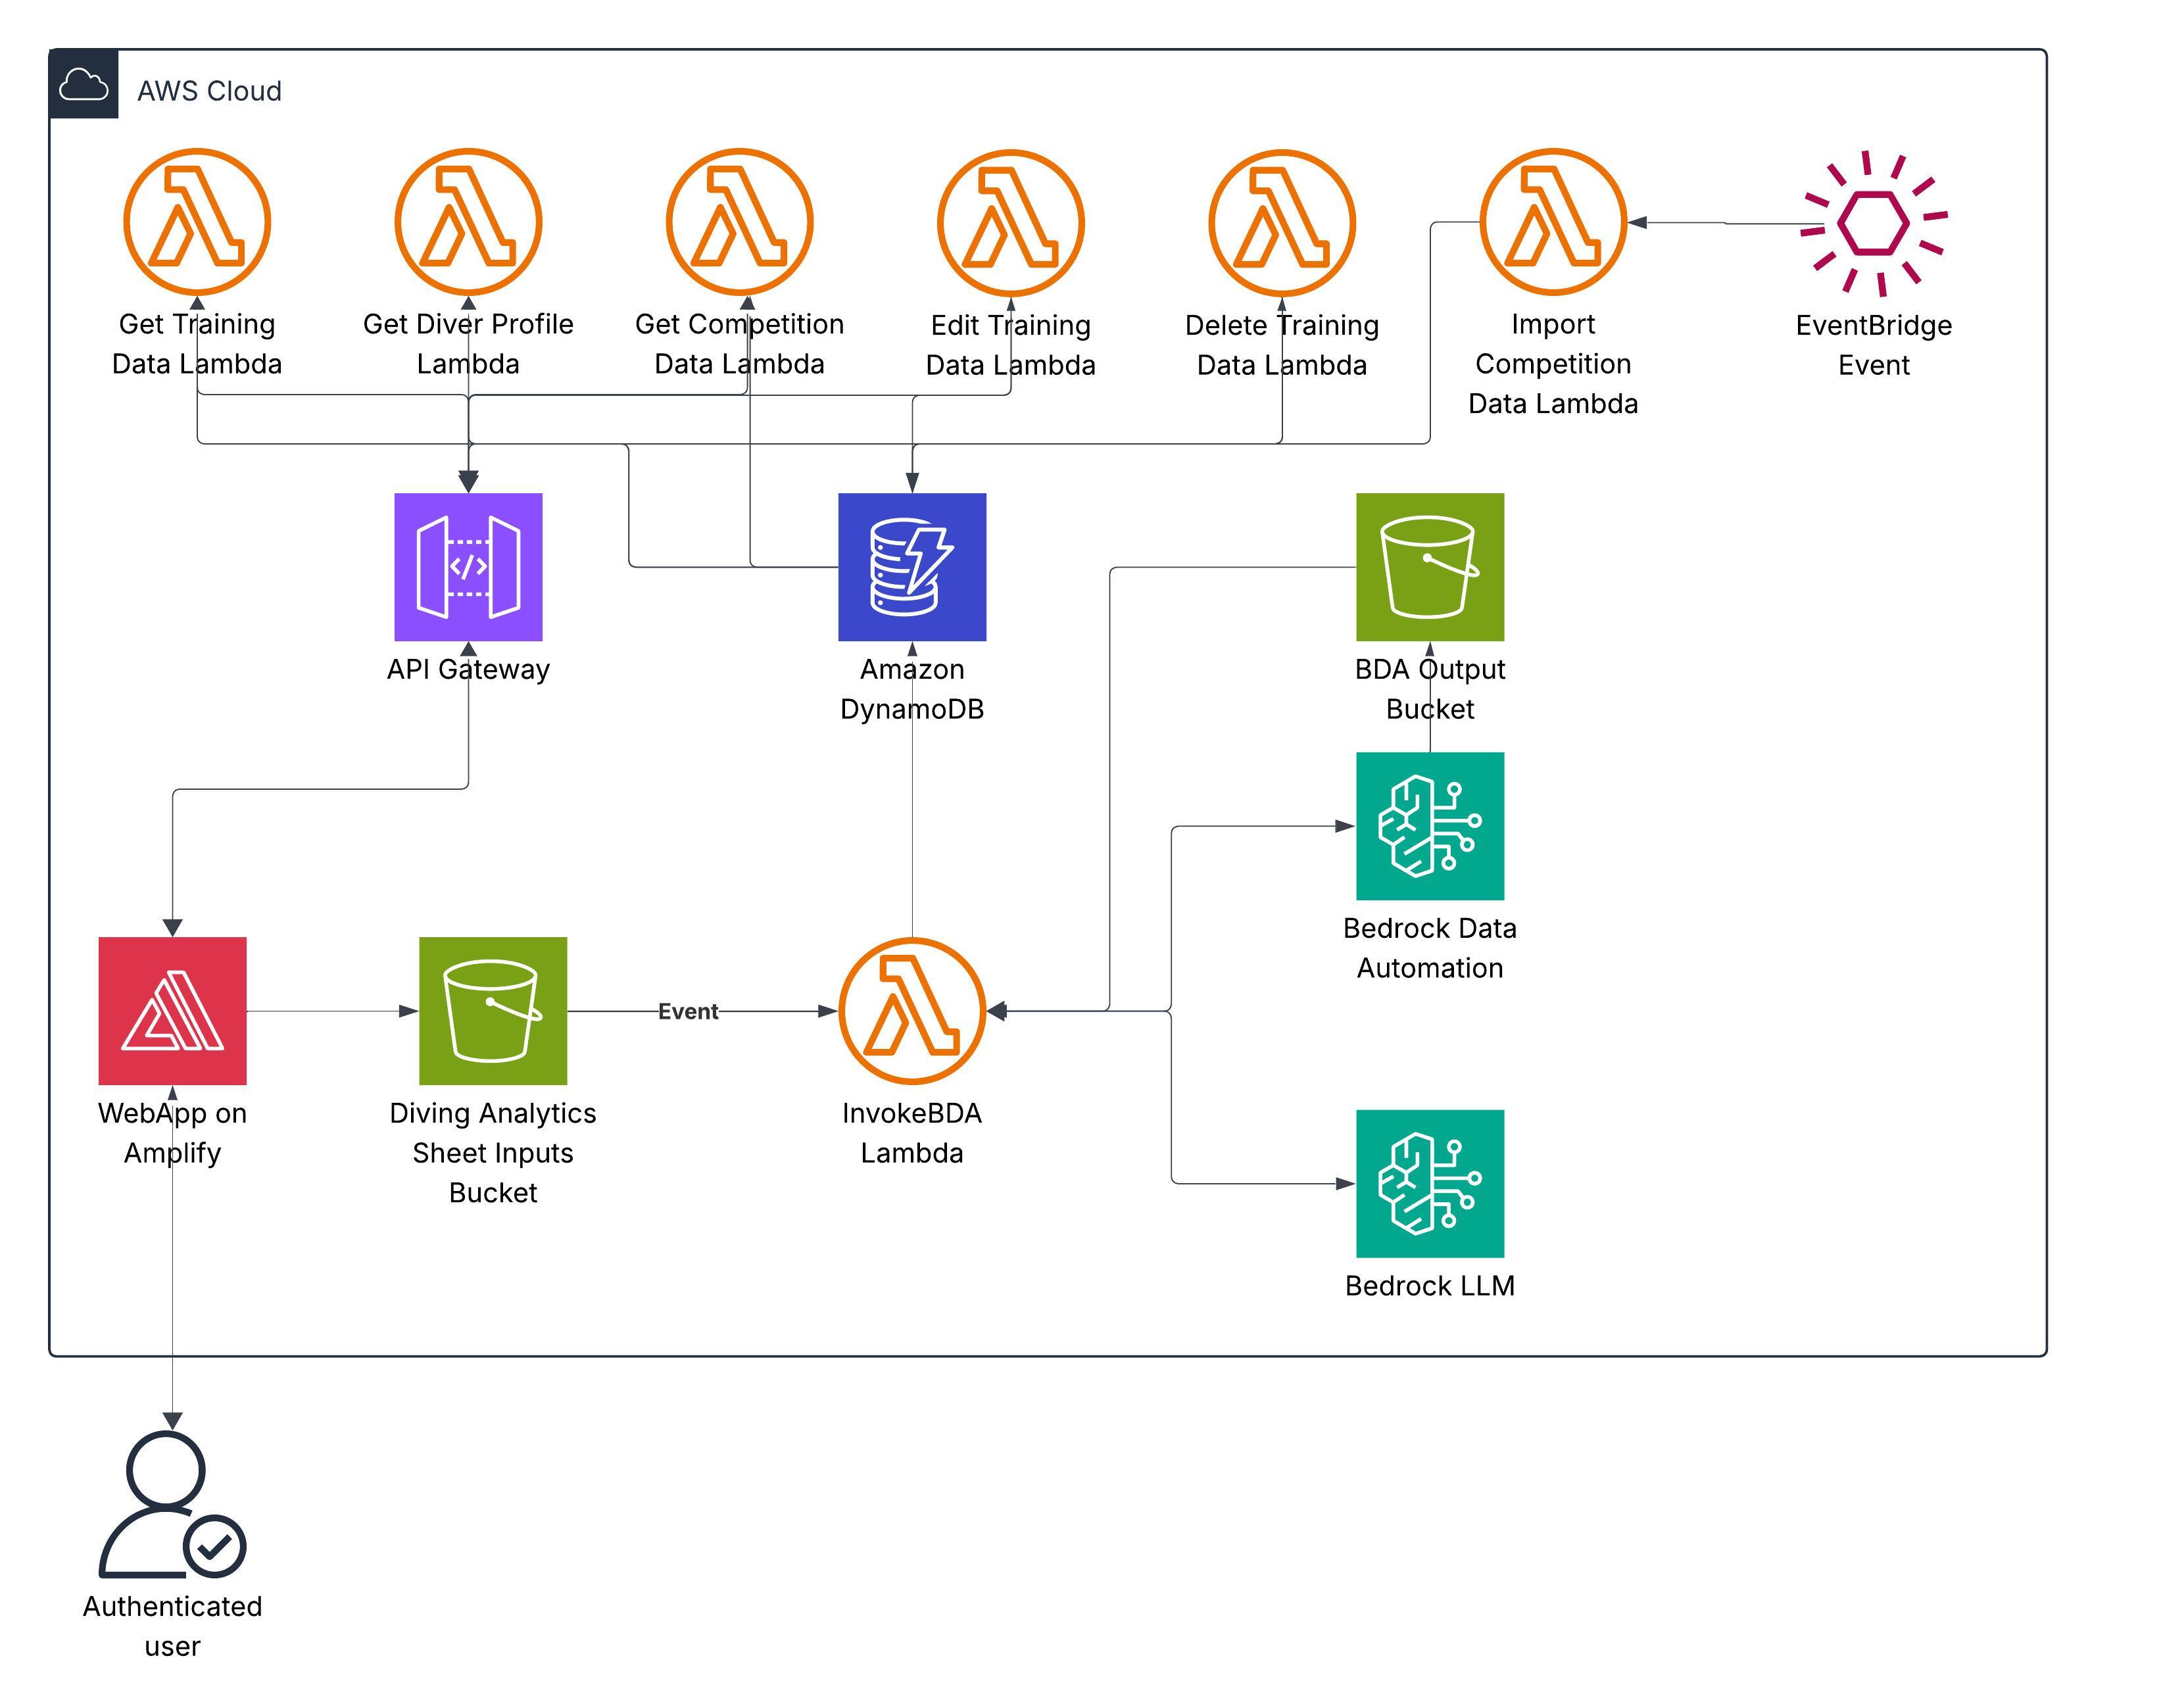 AWS Cloud
Get Training
Data Lambda
Get Diver Profile
Lambda
Get Competition
Data Lambda
Edit Training
Data Lambda
Delete Training
Data Lambda
Import
Competition
Data Lambda
EventBridge
Event
API Gateway
Amazon
DynamoDB
BDA Output
Bucket
Bedrock Data
Automation
WebApp on
Amplify
Diving Analytics
Sheet Inputs
Bucket
Event
InvokeBDA
Lambda
Bedrock LLM
Authenticated
user